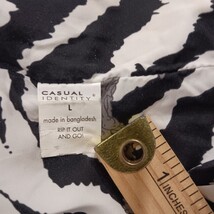 CASUAL
IDENTITY
L
made in bangladesh
RIP IT OUT
AND GO!
1
INCHES